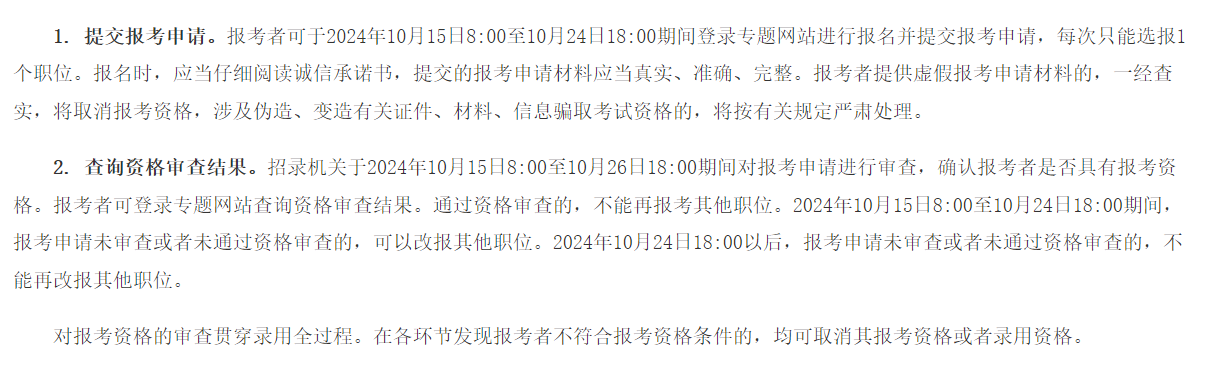 1. 提交报考申请。报考者可于2024年10月15日8:00至10月24日18:00期间登录专题网站进行报名并提交报考申请，每次只能选报1
个职位。报名时，应当仔细阅读诚信承诺书，提交的报考申请材料应当真实、准确、完整。报考者提供虚假报考申请材料的，一经查
实，将取消报考资格，涉及伪造、变造有关证件、材料、信息骗取考试资格的，将按有关规定严肃处理。
2. 查询资格审查结果。招录机关于2024年10月15日8:00至10月26日18:00期间对报考申请进行审查，确认报考者是否具有报考资
格。报考者可登录专题网站查询资格审查结果。通过资格审查的，不能再报考其他职位。2024年10月15日8:00至10月24日18:00期间，
报考申请未审查或者未通过资格审查的，可以改报其他职位。2024年10月24日18:00以后，报考申请未审查或者未通过资格审查的，不
能再改报其他职位。
对报考资格的审查贯穿录用全过程。在各环节发现报考者不符合报考资格条件的，均可取消其报考资格或者录用资格。